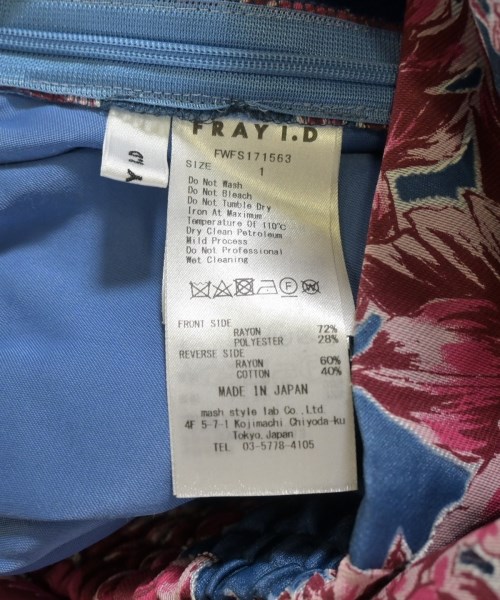 FRAY I.D
FWFS171563
SIZE 1
Do Not Wash
Do Not Bleach
Do Not Tumble Dry
Iron At Maximum.
Temperature Of 110℃
Dry Clean Petroleum
Mild Process
Do Not Professional
Wet Cleaning
F W
FRONT SIDE
RAYON 72%
POLYESTER 28%
REVERSE SIDE
RAYON 60%
COTTON 40%
MADE IN JAPAN
mash style lab Co.,Ltd.
4F 5-7-1 Kojimachi Chiyoda-ku
Tokyo,Japan
TEL 03-5778-4105
Y I.D